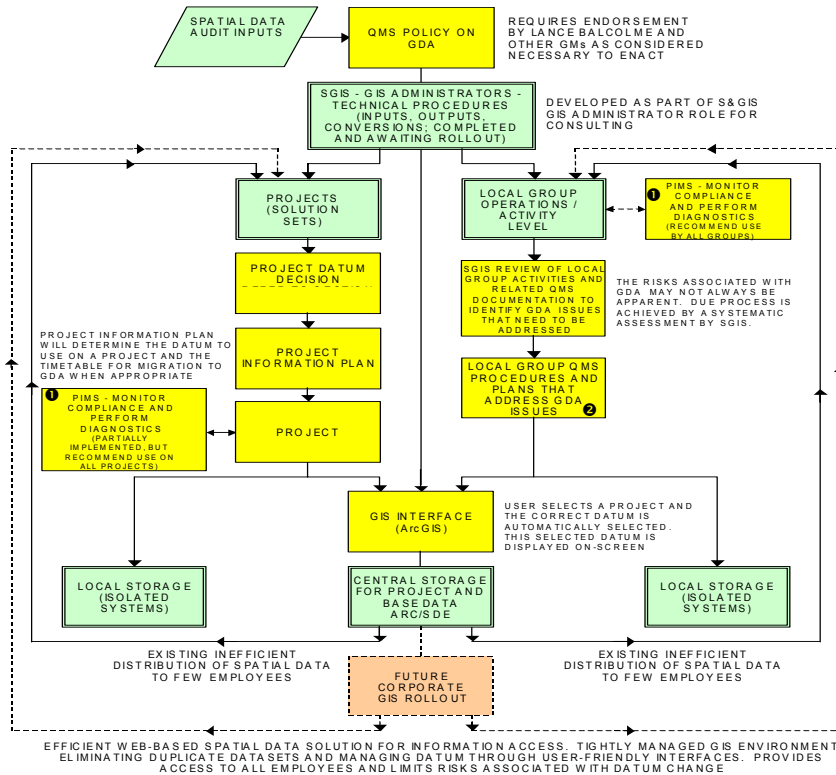 SPATIAL DATA
AUDIT INPUTS
QMS POLICY ON
GDA
REQUIRES ENDORSEMENT
BY LANCE BALCOLME AND
OTHER GMs AS CONSIDERED
NECESSARY TO ENACT
SGIS - GIS ADMINISTRATORS -
TECHNICAL PROCEDURES
(INPUTS, OUTPUTS,
CONVERSIONS; COMPLETED
AND AWAITING ROLLOUT)
DEVELOPED AS PART OF S&GIS
GIS ADMINISTRATOR ROLE FOR
CONSULTING
PROJECTS
(SOLUTION
SETS)
LOCAL GROUP
OPERATIONS /
ACTIVITY
LEVEL
1
PIMS - MONITOR
COMPLIANCE
AND PERFORM
DIAGNOSTICS
(RECOMMEND USE
BY ALL GROUPS)
PROJECT DATUM
DECISION
SGIS REVIEW OF LOCAL
GROUP ACTIVITIES AND
RELATED QMS
DOCUMENTATION TO
IDENTIFY GDA ISSUES
THAT NEED TO BE
ADDRESSED
THE RISKS ASSOCIATED WITH
GDA MAY NOT ALWAYS BE
APPARENT. DUE PROCESS IS
ACHIEVED BY A SYSTEMATIC
ASSESSMENT BY SGIS.
PROJECT INFORMATION PLAN
WILL DETERMINE THE DATUM TO
USE ON A PROJECT AND THE
TIMETABLE FOR MIGRATION TO
GDA WHEN APPROPRIATE
PROJECT
INFORMATION PLAN
LOCAL GROUP QMS
PROCEDURES AND
PLANS THAT
ADDRESS GDA
ISSUES
2
1
PIMS - MONITOR
COMPLIANCE AND
PERFORM
DIAGNOSTICS
(PARTIALLY
IMPLEMENTED, BUT
RECOMMEND USE ON
ALL PROJECTS)
PROJECT
GIS INTERFACE
(ArcGIS)
USER SELECTS A PROJECT AND
THE CORRECT DATUM IS
AUTOMATICALLY SELECTED.
THIS SELECTED DATUM IS
DISPLAYED ON-SCREEN
LOCAL STORAGE
(ISOLATED
SYSTEMS)
CENTRAL STORAGE
FOR PROJECT AND
BASE DATA
ARC/SDE
LOCAL STORAGE
(ISOLATED
SYSTEMS)
EXISTING INEFFICIENT
DISTRIBUTION OF SPATIAL DATA
TO FEW EMPLOYEES
EXISTING INEFFICIENT
DISTRIBUTION OF SPATIAL DATA
TO FEW EMPLOYEES
FUTURE
CORPORATE
GIS ROLLOUT
EFFICIENT WEB-BASED SPATIAL DATA SOLUTION FOR INFORMATION ACCESS. TIGHTLY MANAGED GIS ENVIRONMENT
ELIMINATING DUPLICATE DATASETS AND MANAGING DATUM THROUGH USER-FRIENDLY INTERFACES. PROVIDES
ACCESS TO ALL EMPLOYEES AND LIMITS RISKS ASSOCIATED WITH DATUM CHANGE